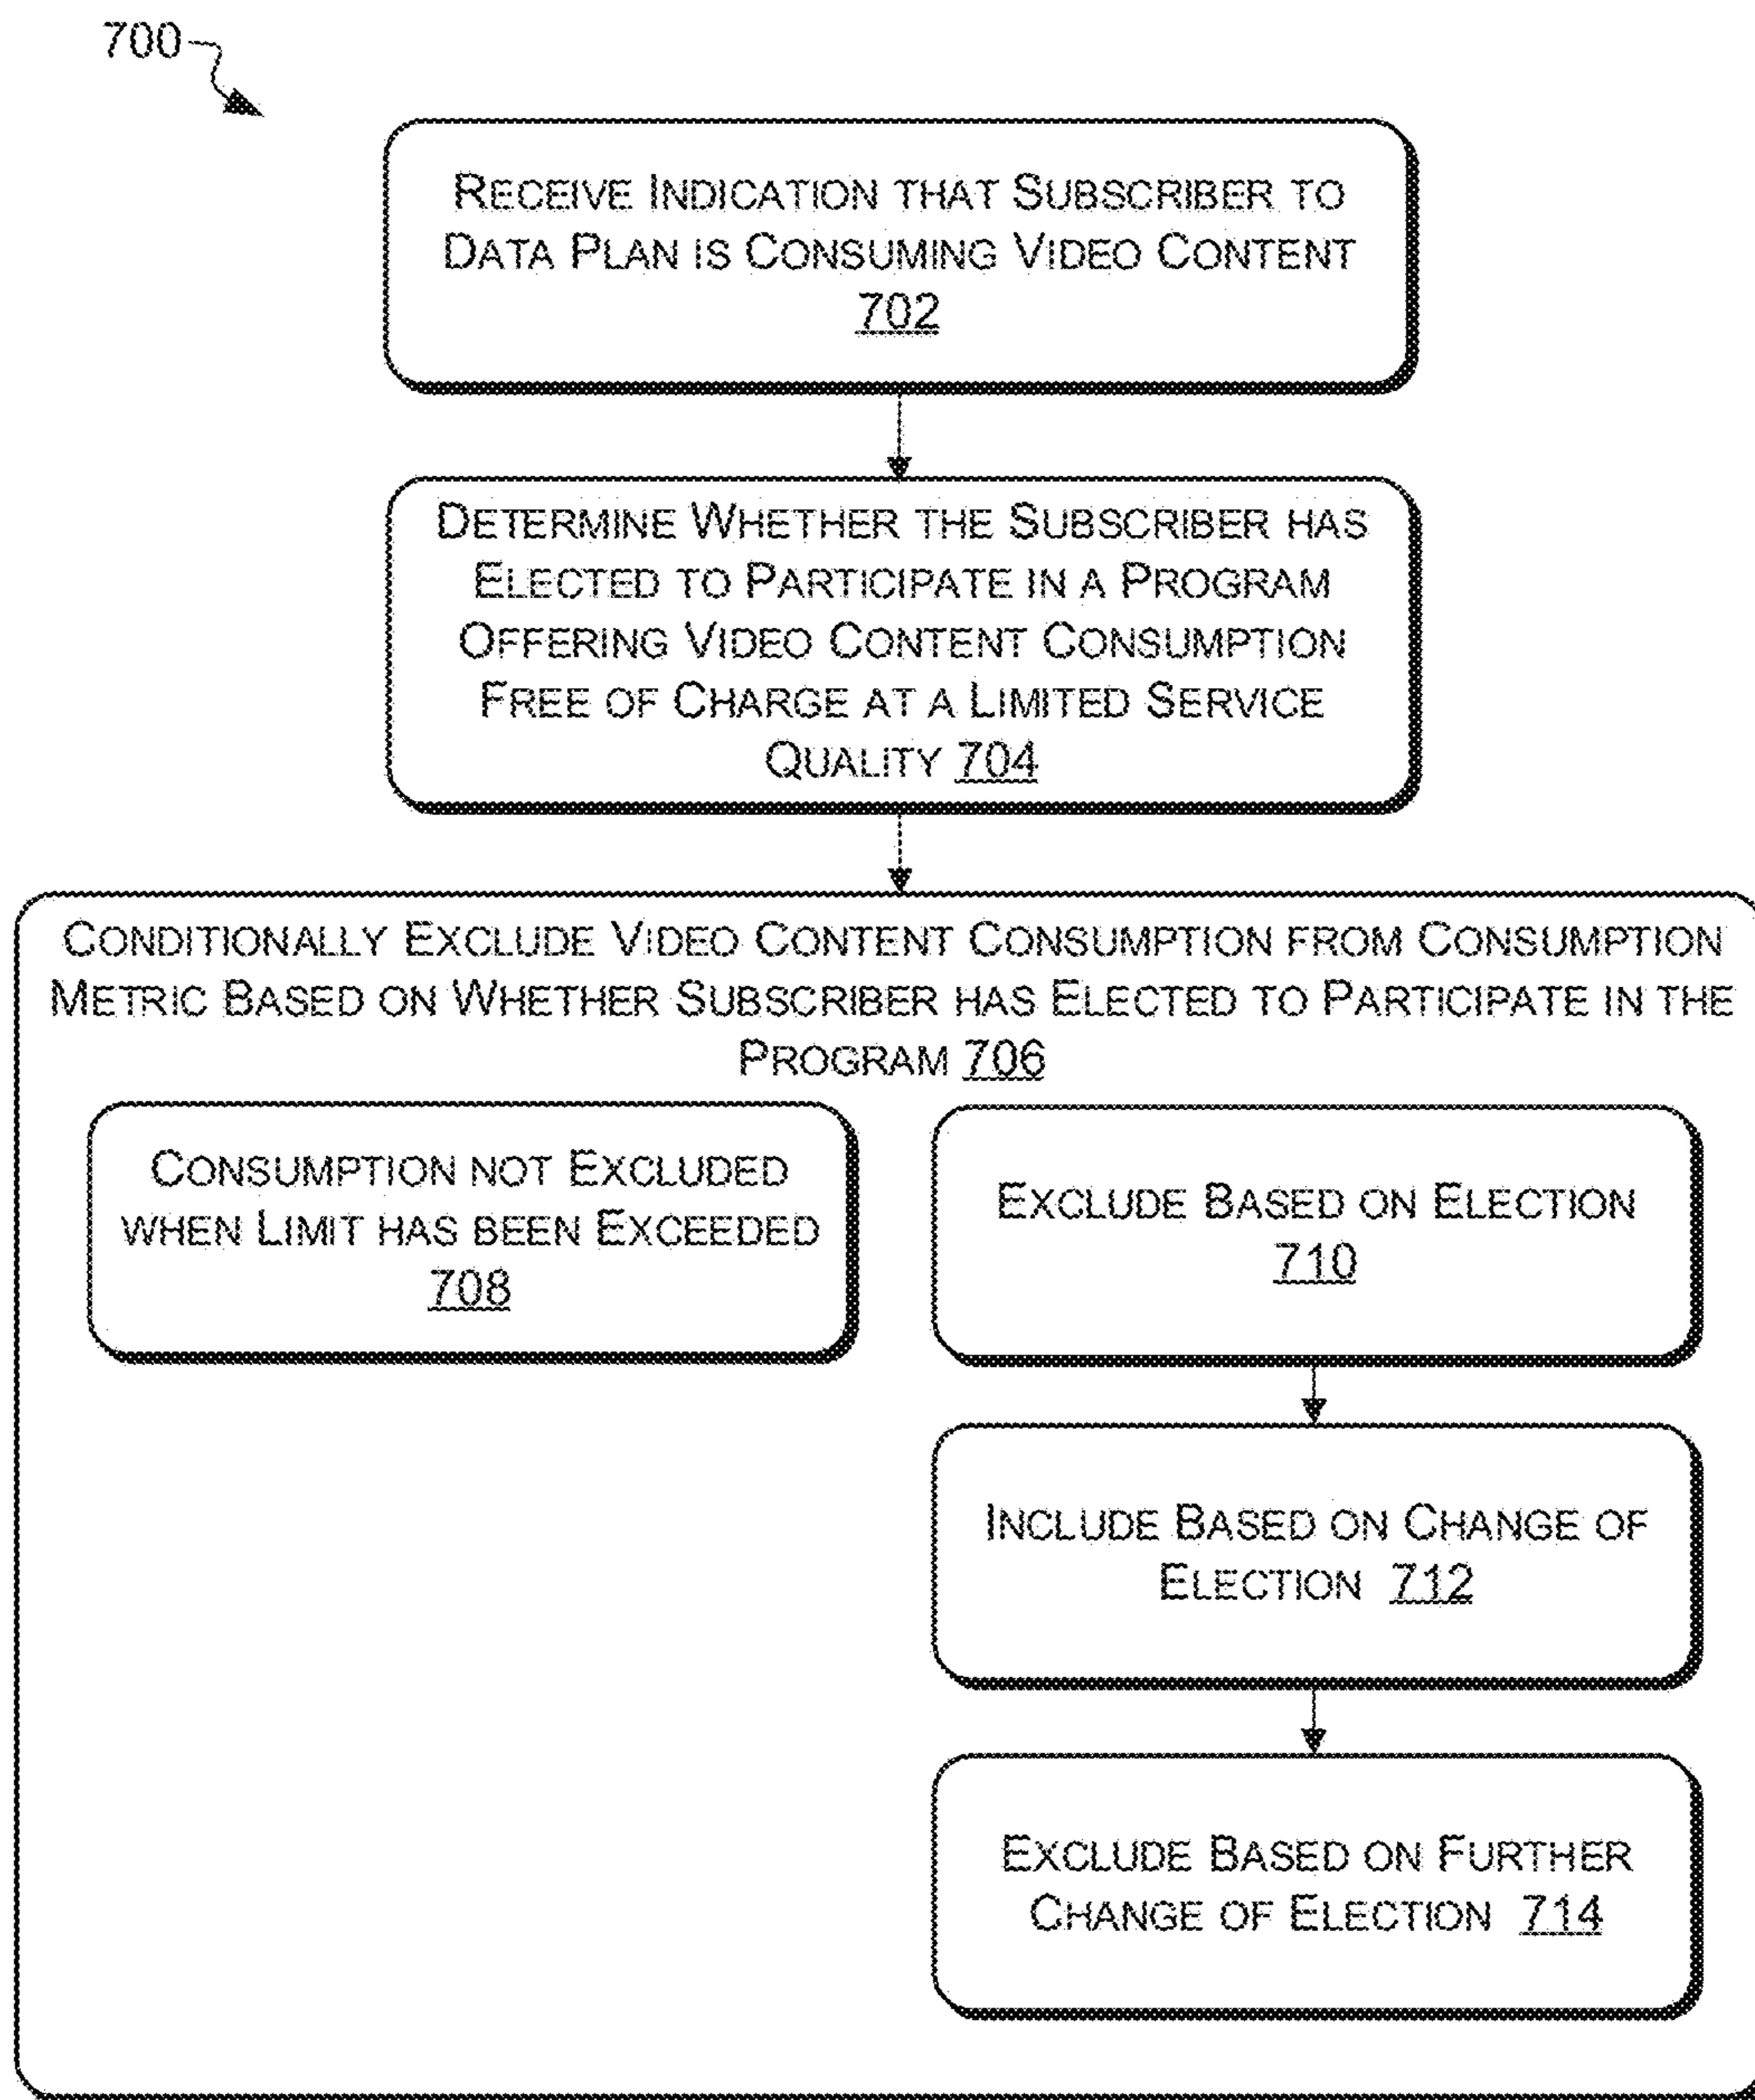 700
RECEIVE INDICATION THAT SUBSCRIBER TO
DATA PLAN IS CONSUMING VIDEO CONTENT
702
DETERMINE WHETHER THE SUBSCRIBER HAS
ELECTED TO PARTICIPATE IN A PROGRAM
OFFERING VIDEO CONTENT CONSUMPTION
FREE OF CHARGE AT A LIMITED SERVICE
QUALITY 704
CONDITIONALLY EXCLUDE VIDEO CONTENT CONSUMPTION FROM CONSUMPTION
METRIC BASED ON WHETHER SUBSCRIBER HAS ELECTED TO PARTICIPATE IN THE
PROGRAM 706
CONSUMPTION NOT EXCLUDED
WHEN LIMIT HAS BEEN EXCEEDED
708
EXCLUDE BASED ON ELECTION
710
INCLUDE BASED ON CHANGE OF
ELECTION 712
EXCLUDE BASED ON FURTHER
CHANGE OF ELECTION 714